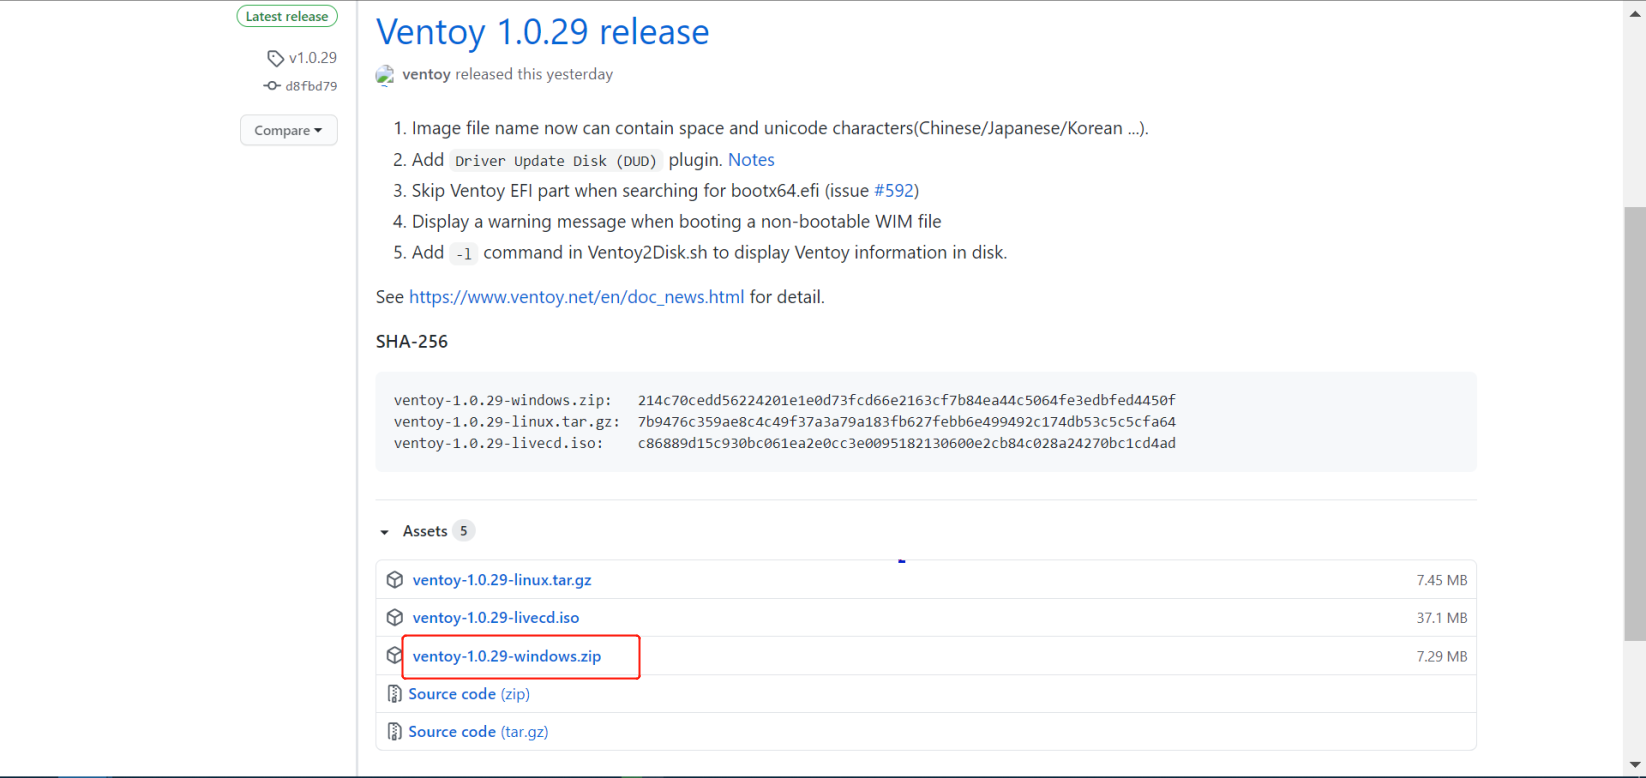 Latest release
v1.0.29
d8fbd79
Compare
Ventoy 1.0.29 release
ventoy released this yesterday
1. Image file name now can contain space and unicode characters(Chinese/Japanese/Korean ...).
2. Add Driver Update Disk (DUD) plugin. Notes
3. Skip Ventoy EFI part when searching for bootx64.efi (issue #592)
4. Display a warning message when booting a non-bootable WIM file
5. Add -l command in Ventoy2Disk.sh to display Ventoy information in disk.
See https://www.ventoy.net/en/doc_news.html for detail.
SHA-256
ventoy-1.0.29-windows.zip: 214c70cedd56224201e1e0d73fcd66e2163cf7b84ea44c5064fe3edbfed4450f
ventoy-1.0.29-linux.tar.gz: 7b9476c359ae8c4c49f37a3a79a183fb627febb6e499492c174db53c5c5cfa64
ventoy-1.0.29-livecd.iso: c86889d15c930bc061ea2e0cc3e0095182130600e2cb84c028a24270bc1cd4ad
Assets 5
ventoy-1.0.29-linux.tar.gz 7.45 MB
ventoy-1.0.29-livecd.iso 37.1 MB
ventoy-1.0.29-windows.zip 7.29 MB
Source code (zip)
Source code (tar.gz)